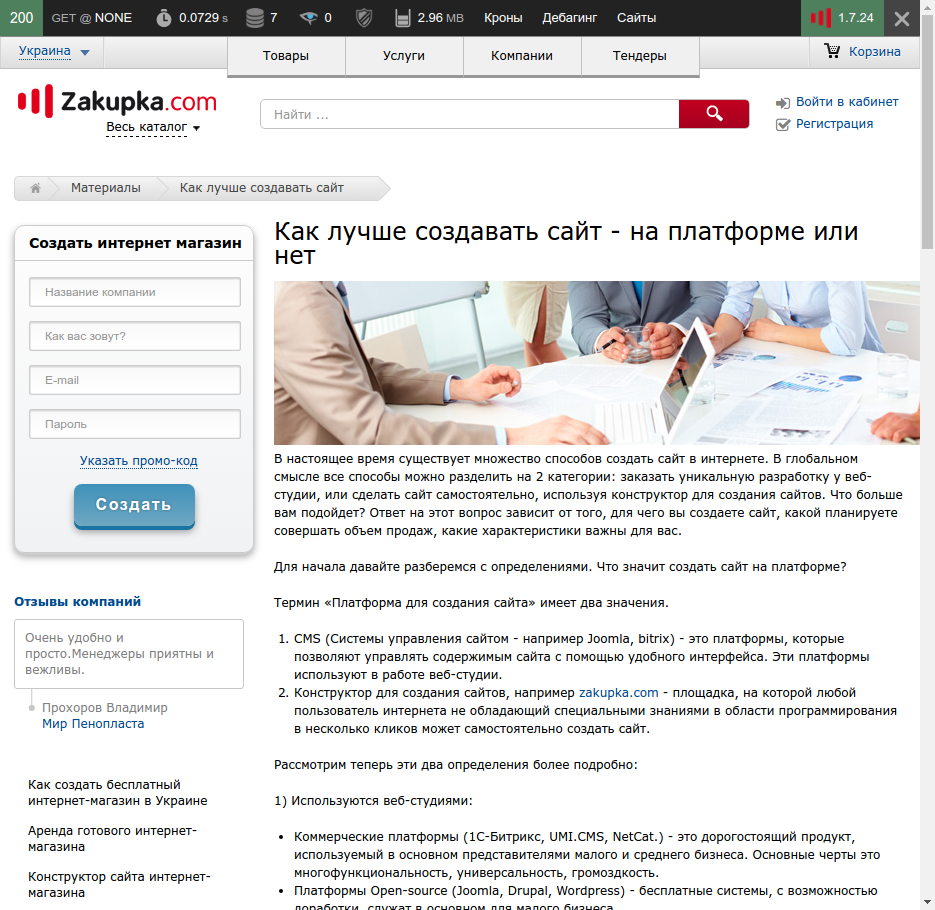 200 GET @ NONE 0.0729 s 7 0 2.96 MB Кроны Дебагинг Сайты 1.7.24
Украина Товары Услуги Компании Тендеры Корзина
Zakupka.com
Весь каталог
Найти ...
Войти в кабинет
Регистрация
Материалы Как лучше создавать сайт
Создать интернет магазин
Название компании
Как вас зовут?
E-mail
Пароль
Указать промо-код
Создать
Отзывы компаний
Очень удобно и
просто.Менеджеры приятны и
вежливы.
Прохоров Владимир
Мир Пенопласта
Как создать бесплатный
интернет-магазин в Украине
Аренда готового интернет-
магазина
Конструктор сайта интернет-
магазина
Как лучше создавать сайт - на платформе или
нет
В настоящее время существует множество способов создать сайт в интернете. В глобальном
смысле все способы можно разделить на 2 категории: заказать уникальную разработку у веб-
студии, или сделать сайт самостоятельно, используя конструктор для создания сайтов. Что больше
вам подойдет? Ответ на этот вопрос зависит от того, для чего вы создаете сайт, какой планируете
совершать объем продаж, какие характеристики важны для вас.
Для начала давайте разберемся с определениями. Что значит создать сайт на платформе?
Термин «Платформа для создания сайта» имеет два значения.
1. CMS (Системы управления сайтом - например Joomla, bitrix) - это платформы, которые
позволяют управлять содержимым сайта с помощью удобного интерфейса. Эти платформы
используют в работе веб-студии.
2. Конструктор для создания сайтов, например zakupka.com - площадка, на которой любой
пользователь интернета не обладающий специальными знаниями в области программирования
в несколько кликов может самостоятельно создать сайт.
Рассмотрим теперь эти два определения более подробно:
1) Используются веб-студиями:
• Коммерческие платформы (1С-Битрикс, UMI.CMS, NetCat.) - это дорогостоящий продукт,
используемый в основном представителями малого и среднего бизнеса. Основные черты это
многофункциональность, универсальность, громоздкость.
• Платформы Open-source (Joomla, Drupal, Wordpress) - бесплатные системы, с возможностью
доработки, служат в основном для малого бизнеса